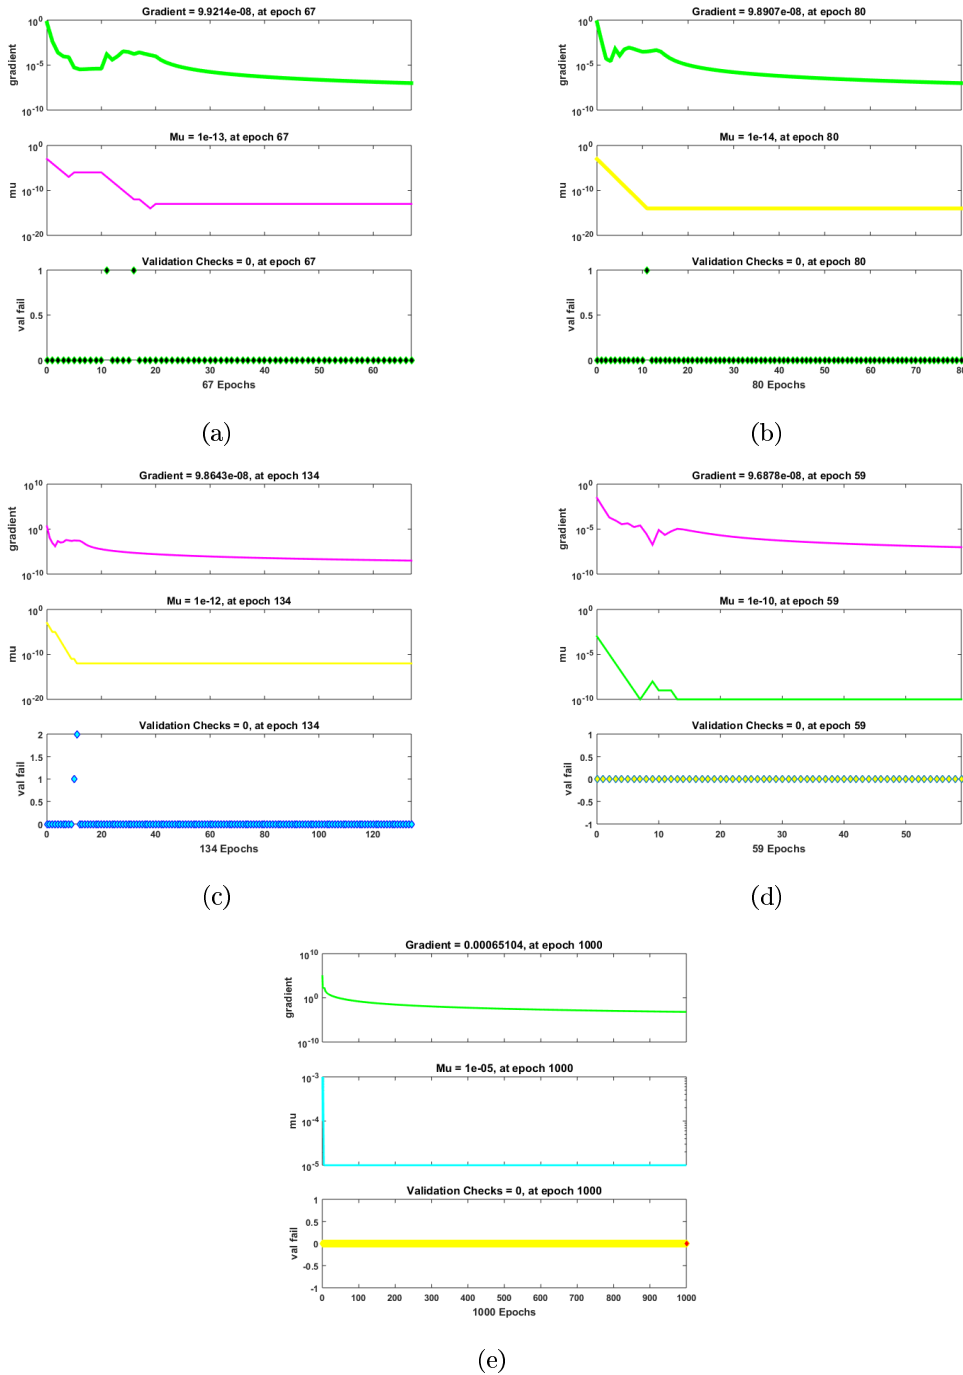 Gradient = 9.9214e-08, at epoch 67
10^0
10^-5
10^-10
gradient
Mu = 1e-13, at epoch 67
10^0
10^-10
10^-20
mu
Validation Checks = 0, at epoch 67
1
0.5
0
val fail
0 10 20 30 40 50 60
67 Epochs
(a)
Gradient = 9.8907e-08, at epoch 80
10^0
10^-5
10^-10
gradient
Mu = 1e-14, at epoch 80
10^0
10^-10
10^-20
mu
Validation Checks = 0, at epoch 80
1
0.5
0
val fail
0 10 20 30 40 50 60 70 80
80 Epochs
(b)
Gradient = 9.8643e-08, at epoch 134
10^10
10^0
10^-10
gradient
Mu = 1e-12, at epoch 134
10^0
10^-10
10^-20
mu
Validation Checks = 0, at epoch 134
2
1.5
1
0.5
0
val fail
0 20 40 60 80 100 120
134 Epochs
(c)
Gradient = 9.6878e-08, at epoch 59
10^0
10^-5
10^-10
gradient
Mu = 1e-10, at epoch 59
10^0
10^-5
10^-10
mu
Validation Checks = 0, at epoch 59
1
0.5
0
-0.5
-1
val fail
0 10 20 30 40 50
59 Epochs
(d)
Gradient = 0.00065104, at epoch 1000
10^10
10^0
10^-10
gradient
Mu = 1e-05, at epoch 1000
10^-3
10^-4
10^-5
mu
Validation Checks = 0, at epoch 1000
1
0.5
0
-0.5
-1
val fail
0 100 200 300 400 500 600 700 800 900 1000
1000 Epochs
(e)